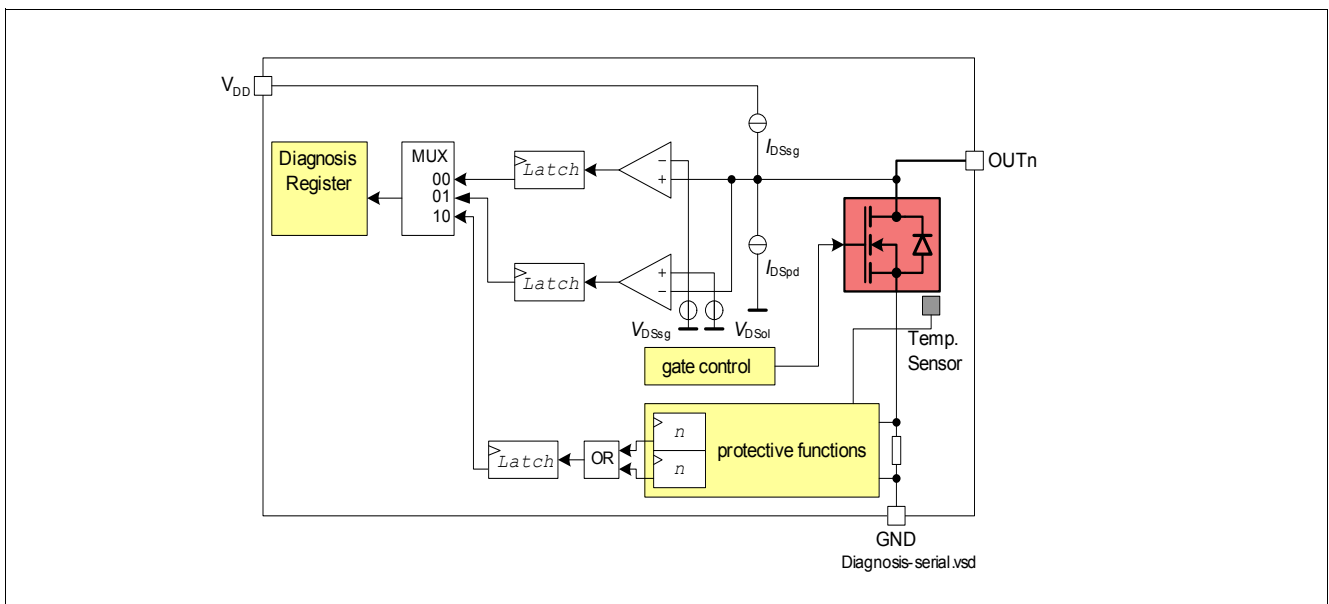 VDD
IDSsg
OUTn
Diagnosis
Register
MUX
00
01
10
Latch
−
+
Latch
+
−
IDSpd
VDSsg
VDSol
Temp.
Sensor
gate control
n
n
protective functions
OR
Latch
GND
Diagnosis-serial.vsd